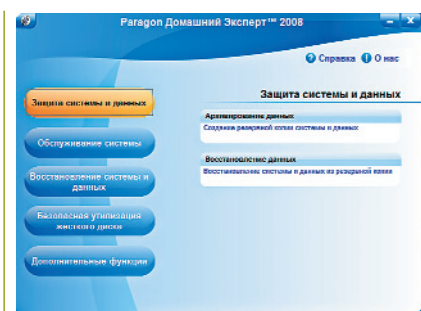 Paragon Домашний Эксперт™ 2008
Справка О нас
Защита системы и данных
Защита системы и данных
Архивирование данных
Создание резервной копии системы и данных
Обслуживание системы
Восстановление данных
Восстановление системы и данных из резервной копии
Восстановление системы и
данных
Безопасная утилизация
жесткого диска
Дополнительные функции